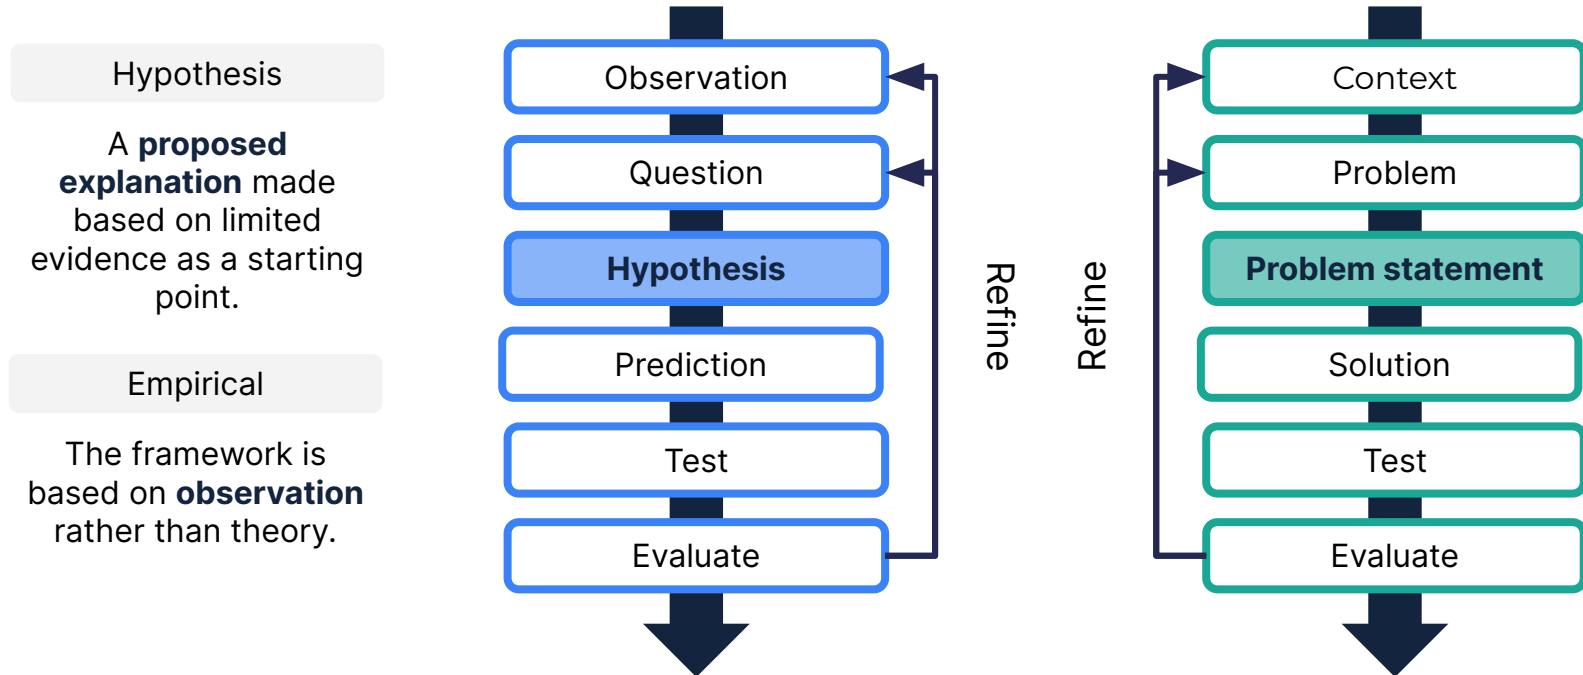 Hypothesis
A proposed
explanation made
based on limited
evidence as a starting
point.
Empirical
The framework is
based on observation
rather than theory.
Observation
Question
Hypothesis
Prediction
Test
Evaluate
Refine
Refine
Context
Problem
Problem statement
Solution
Test
Evaluate